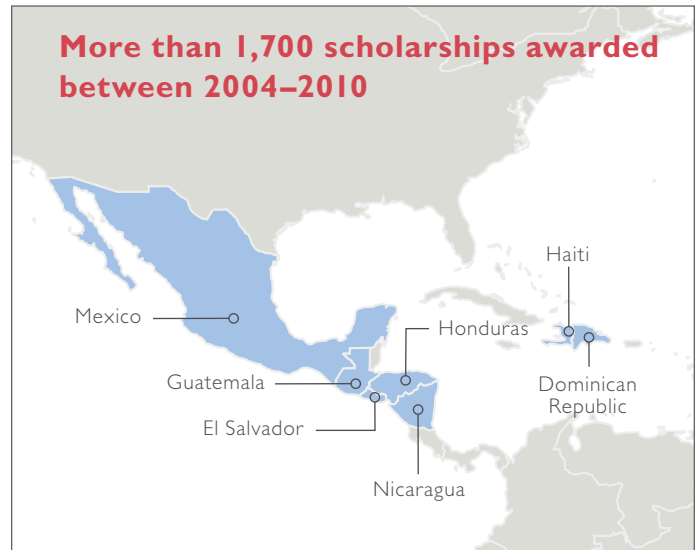 More than 1,700 scholarships awarded
between 2004–2010
Haiti
Mexico
Honduras
Guatemala
Dominican
Republic
El Salvador
Nicaragua